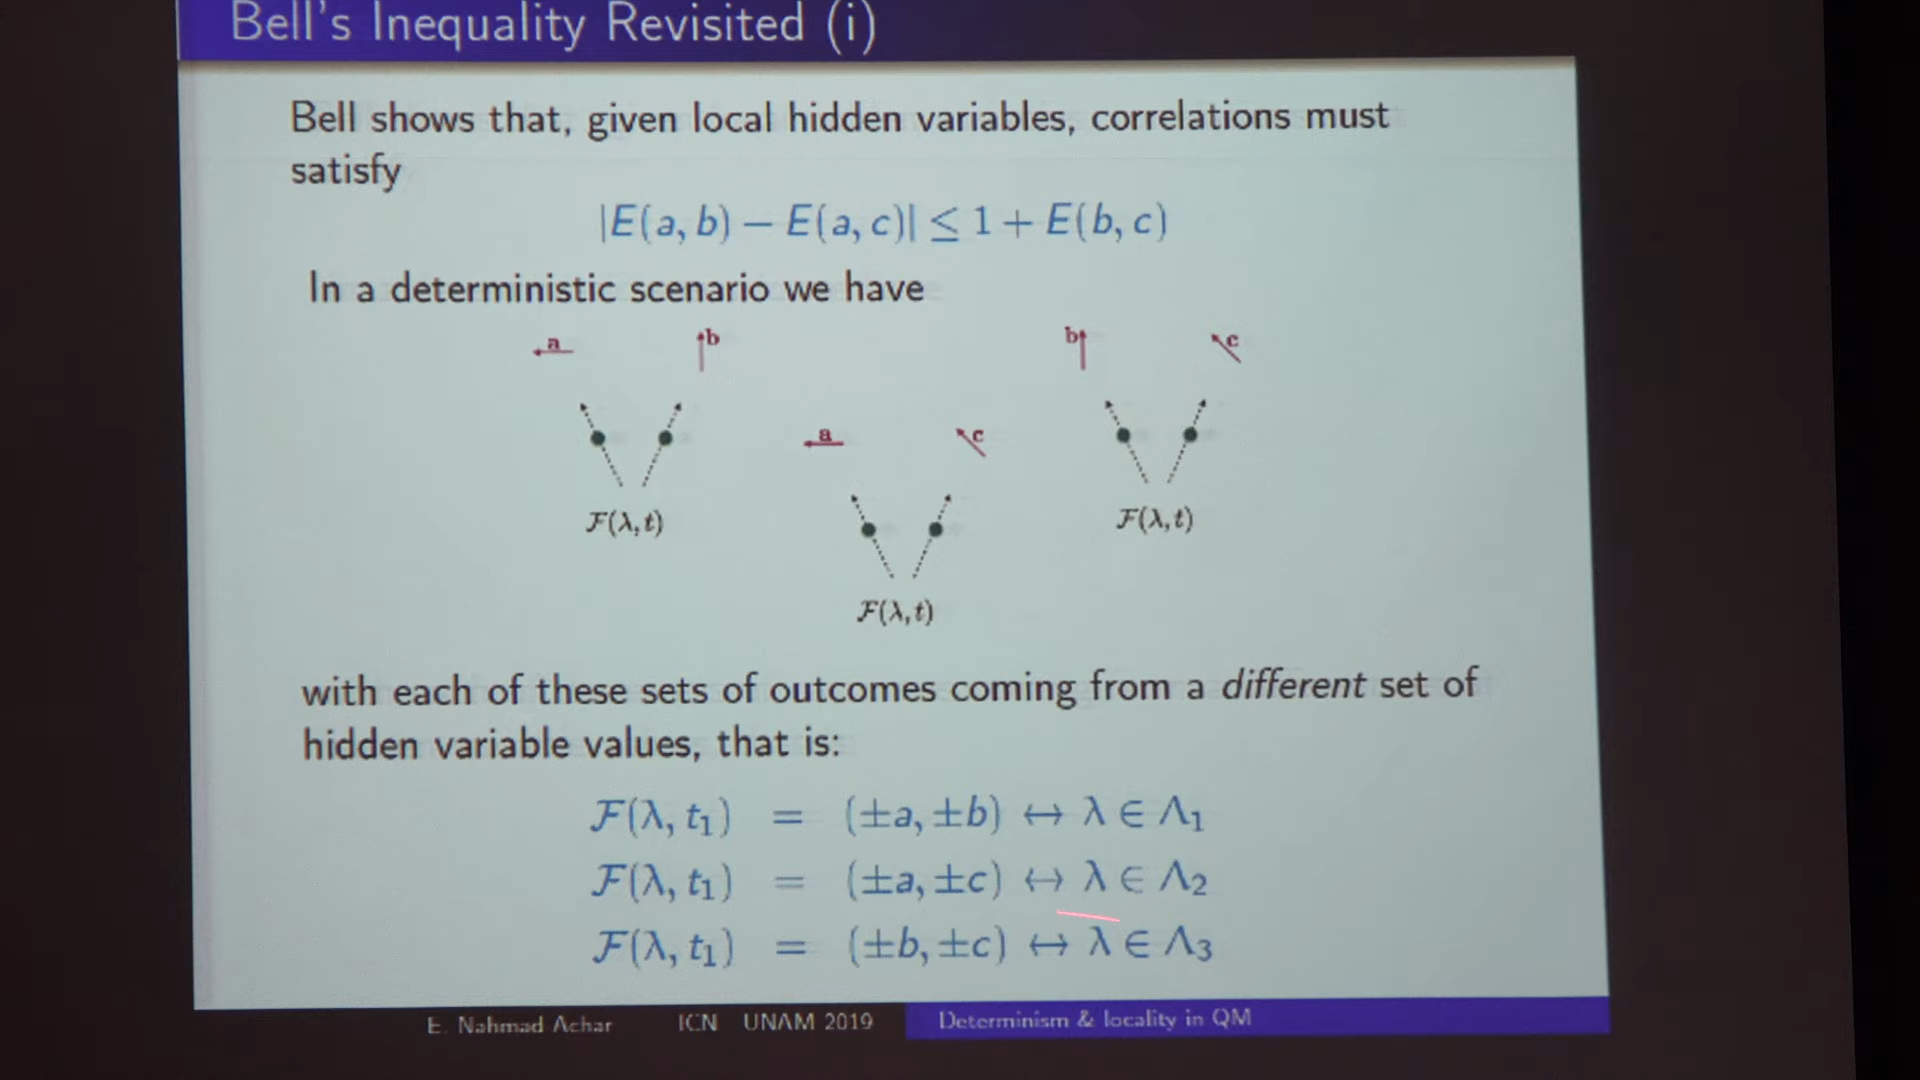 Bell's Inequality Revisited (i)
Bell shows that, given local hidden variables, correlations must
satisfy
|E(a, b) − E(a, c)| ≤ 1 + E(b, c)
In a deterministic scenario we have
a b
b c
a c
F(λ, t) F(λ, t)
F(λ, t)
with each of these sets of outcomes coming from a different set of
hidden variable values, that is:
F(λ, t₁) = (±a, ±b) ↔ λ ∈ Λ₁
F(λ, t₁) = (±a, ±c) ↔ λ ∈ Λ₂
F(λ, t₁) = (±b, ±c) ↔ λ ∈ Λ₃
E. Nahmad Achar ICN UNAM 2019 Determinism & locality in QM